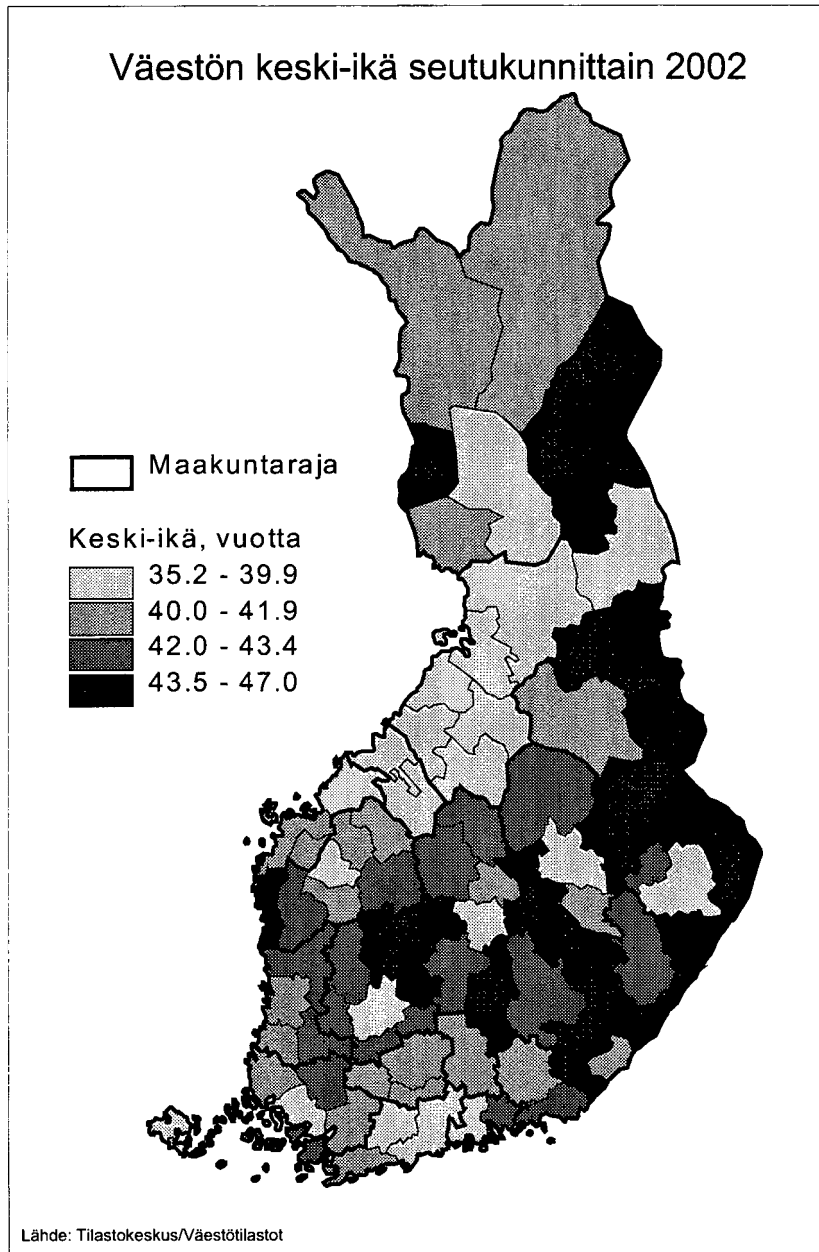 Väestön keski-ikä seutukunnittain 2002
Maakuntaraja
Keski-ikä, vuotta
35.2 - 39.9
40.0 - 41.9
42.0 - 43.4
43.5 - 47.0
Lähde: Tilastokeskus/Väestötilastot